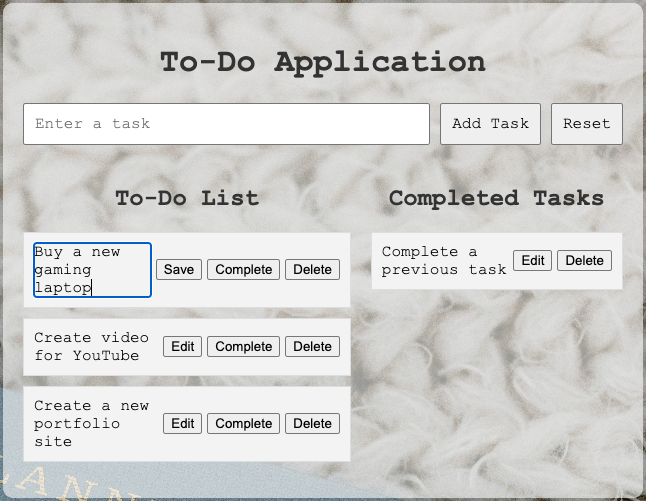 To-Do Application
Enter a task
Add Task
Reset
To-Do List
Buy a new
gaming
laptop
Save
Complete
Delete
Create video
for YouTube
Edit
Complete
Delete
Create a new
portfolio
site
Edit
Complete
Delete
Completed Tasks
Complete a
previous task
Edit
Delete